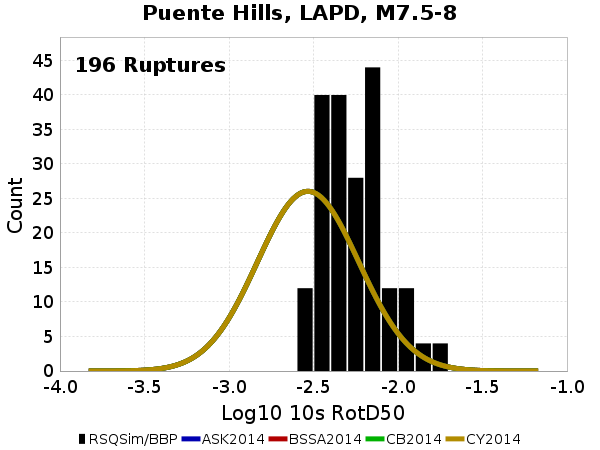 Puente Hills, LAPD, M7.5-8
196 Ruptures
Count
45
40
35
30
25
20
15
10
5
0
-4.0 -3.5 -3.0 -2.5 -2.0 -1.5 -1.0
Log10 10s RotD50
RSQSim/BBP ASK2014 BSSA2014 CB2014 CY2014